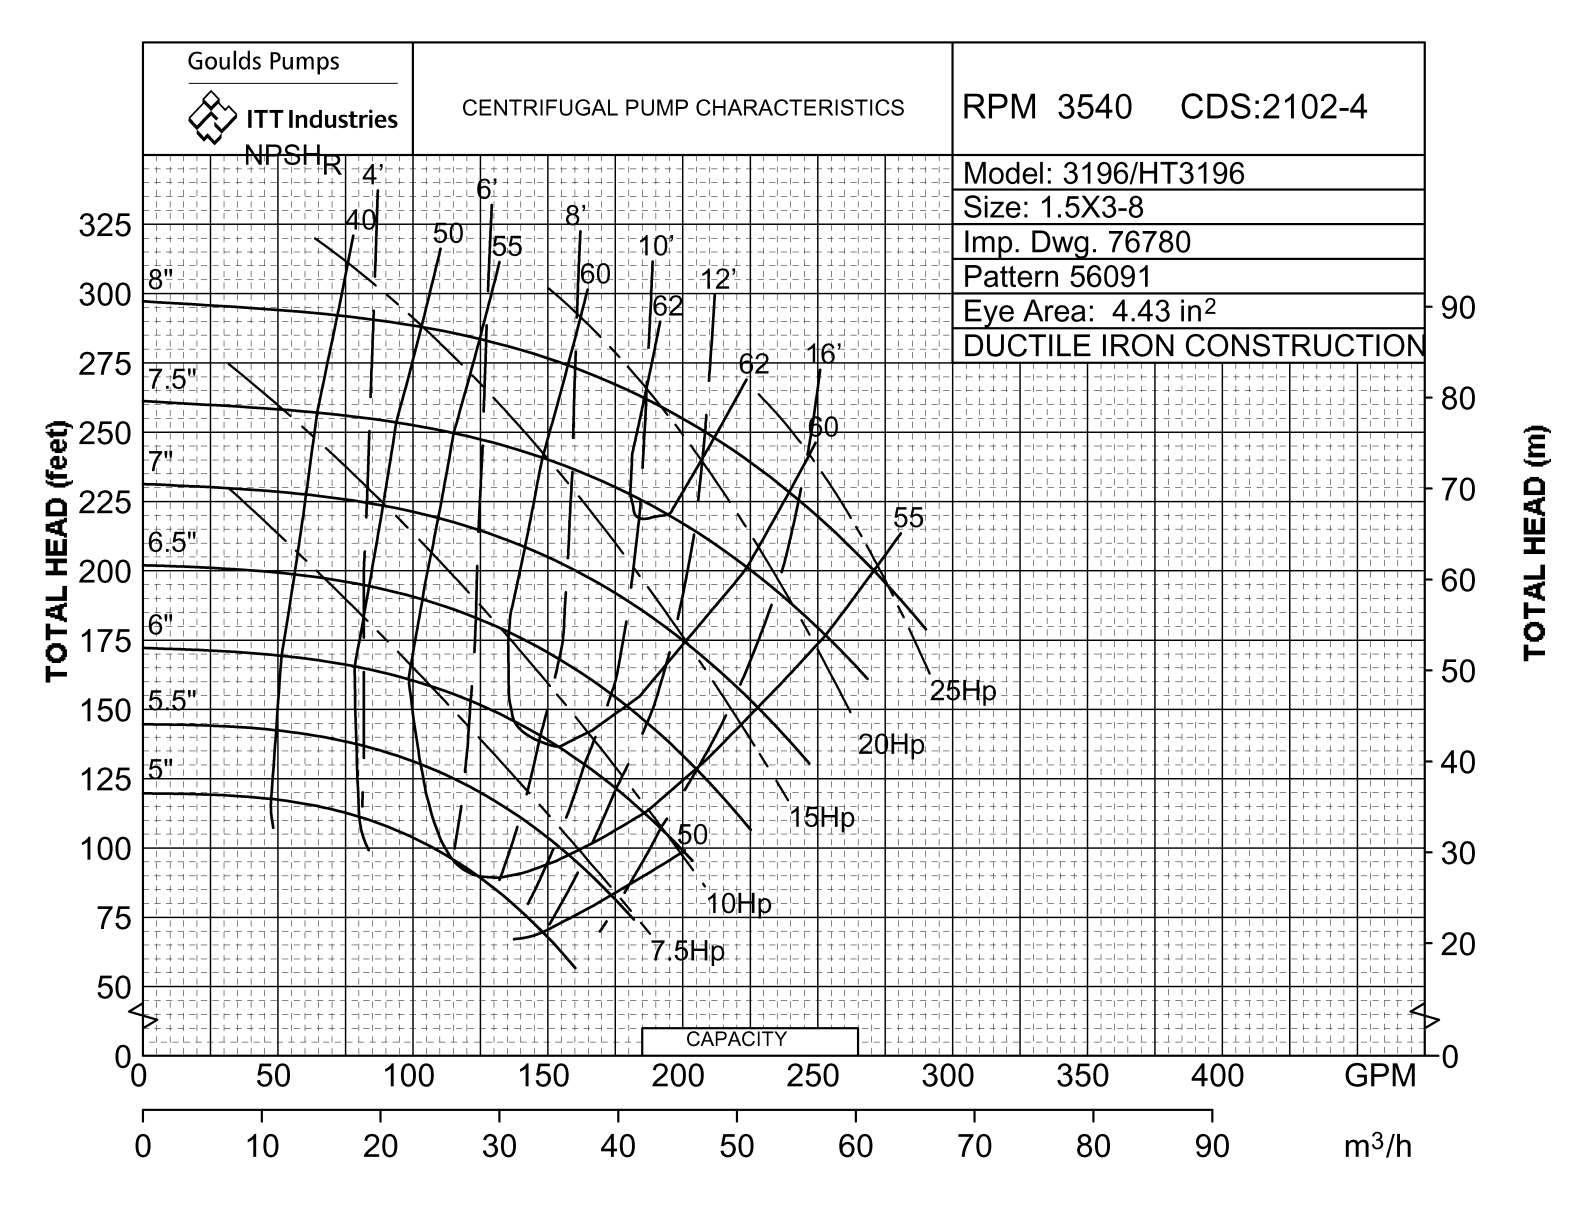 Goulds Pumps
ITT Industries
CENTRIFUGAL PUMP CHARACTERISTICS
RPM 3540 CDS:2102-4
Model: 3196/HT3196
Size: 1.5X3-8
Imp. Dwg. 76780
Pattern 56091
Eye Area: 4.43 in²
DUCTILE IRON CONSTRUCTION
NPSHR
4’
6’
8’
10’
12’
16’
40
50
55
60
62
62
60
55
50
8"
7.5"
7"
6.5"
6"
5.5"
5"
25Hp
20Hp
15Hp
10Hp
7.5Hp
TOTAL HEAD (feet)
325
300
275
250
225
200
175
150
125
100
75
50
0
TOTAL HEAD (m)
90
80
70
60
50
40
30
20
0
CAPACITY
0 50 100 150 200 250 300 350 400 GPM
0 10 20 30 40 50 60 70 80 90 m³/h